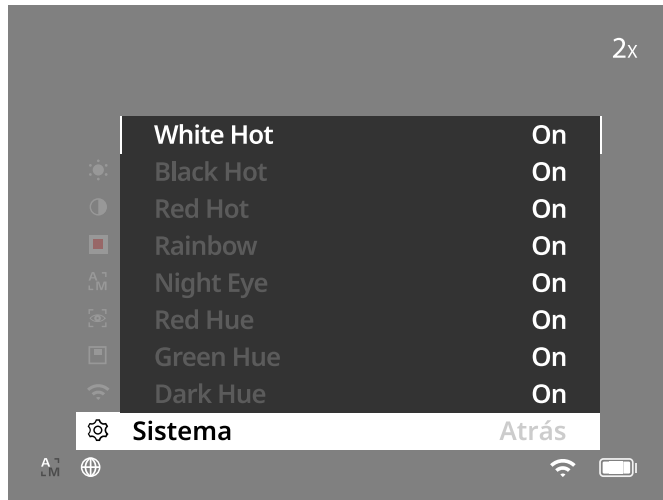 2x
White Hot On
Black Hot On
Red Hot On
Rainbow On
Night Eye On
Red Hue On
Green Hue On
Dark Hue On
Sistema Atrás
A M